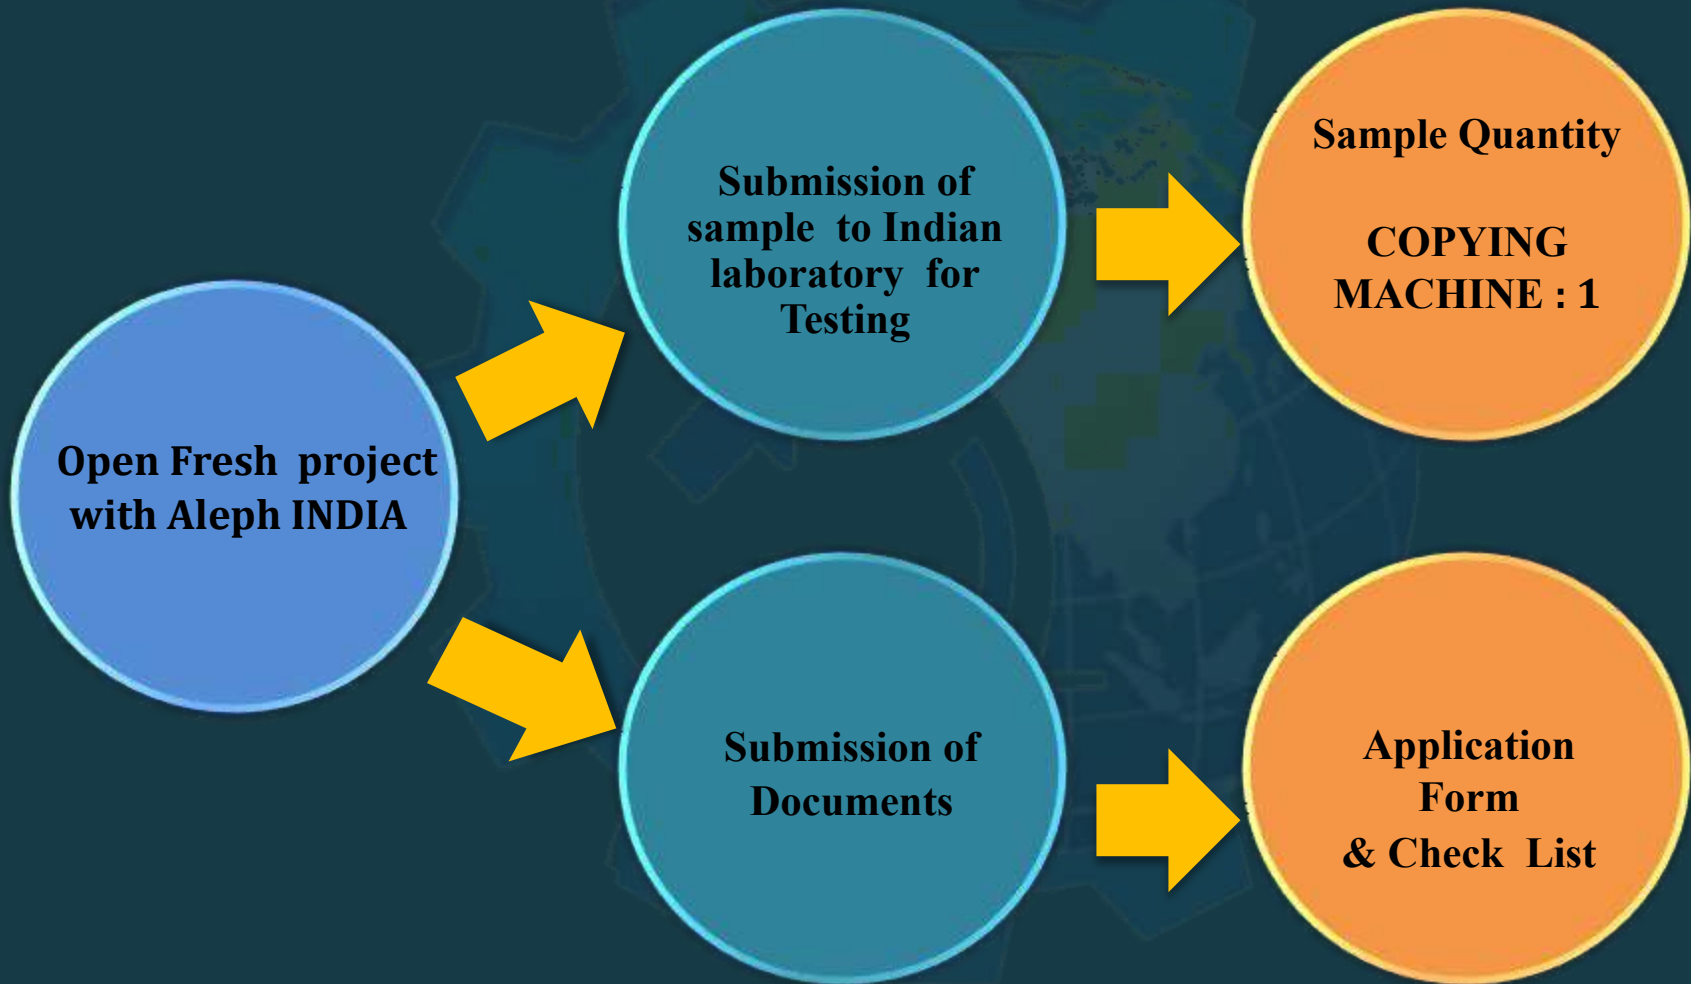 Open Fresh project
with Aleph INDIA
Submission of
sample to Indian
laboratory for
Testing
Sample Quantity
COPYING
MACHINE : 1
Submission of
Documents
Application
Form
& Check List